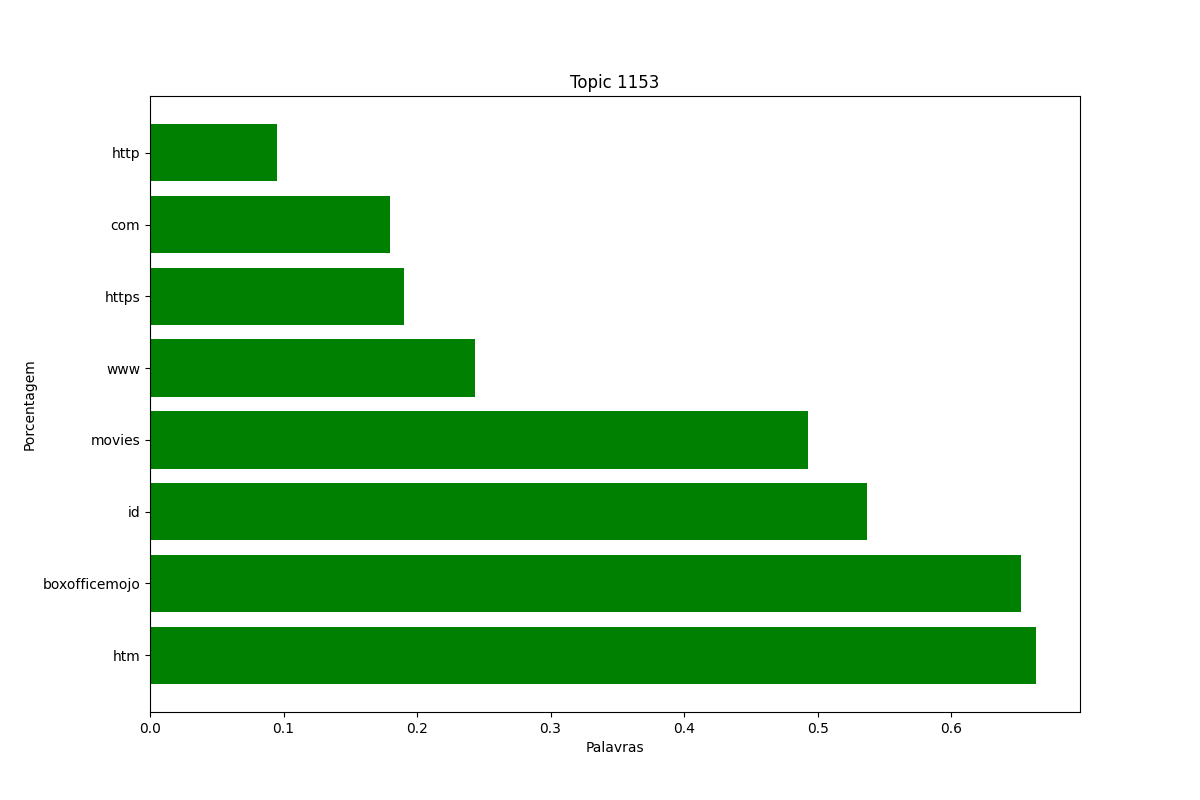 Topic 1153
http
com
https
www
movies
id
boxofficemojo
htm
Porcentagem
0.0 0.1 0.2 0.3 0.4 0.5 0.6
Palavras